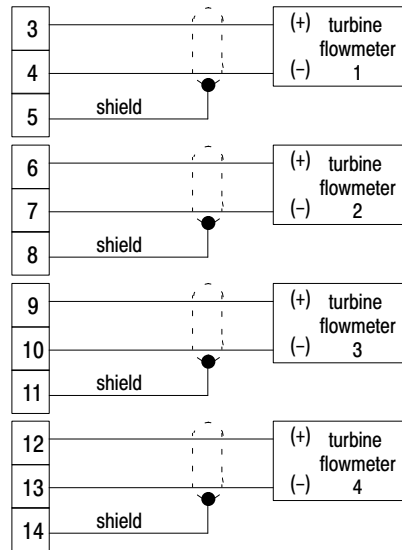 3 (+) turbine
flowmeter
4 (–) 1
5 shield
6 (+) turbine
flowmeter
7 (–) 2
8 shield
9 (+) turbine
flowmeter
10 (–) 3
11 shield
12 (+) turbine
flowmeter
13 (–) 4
14 shield